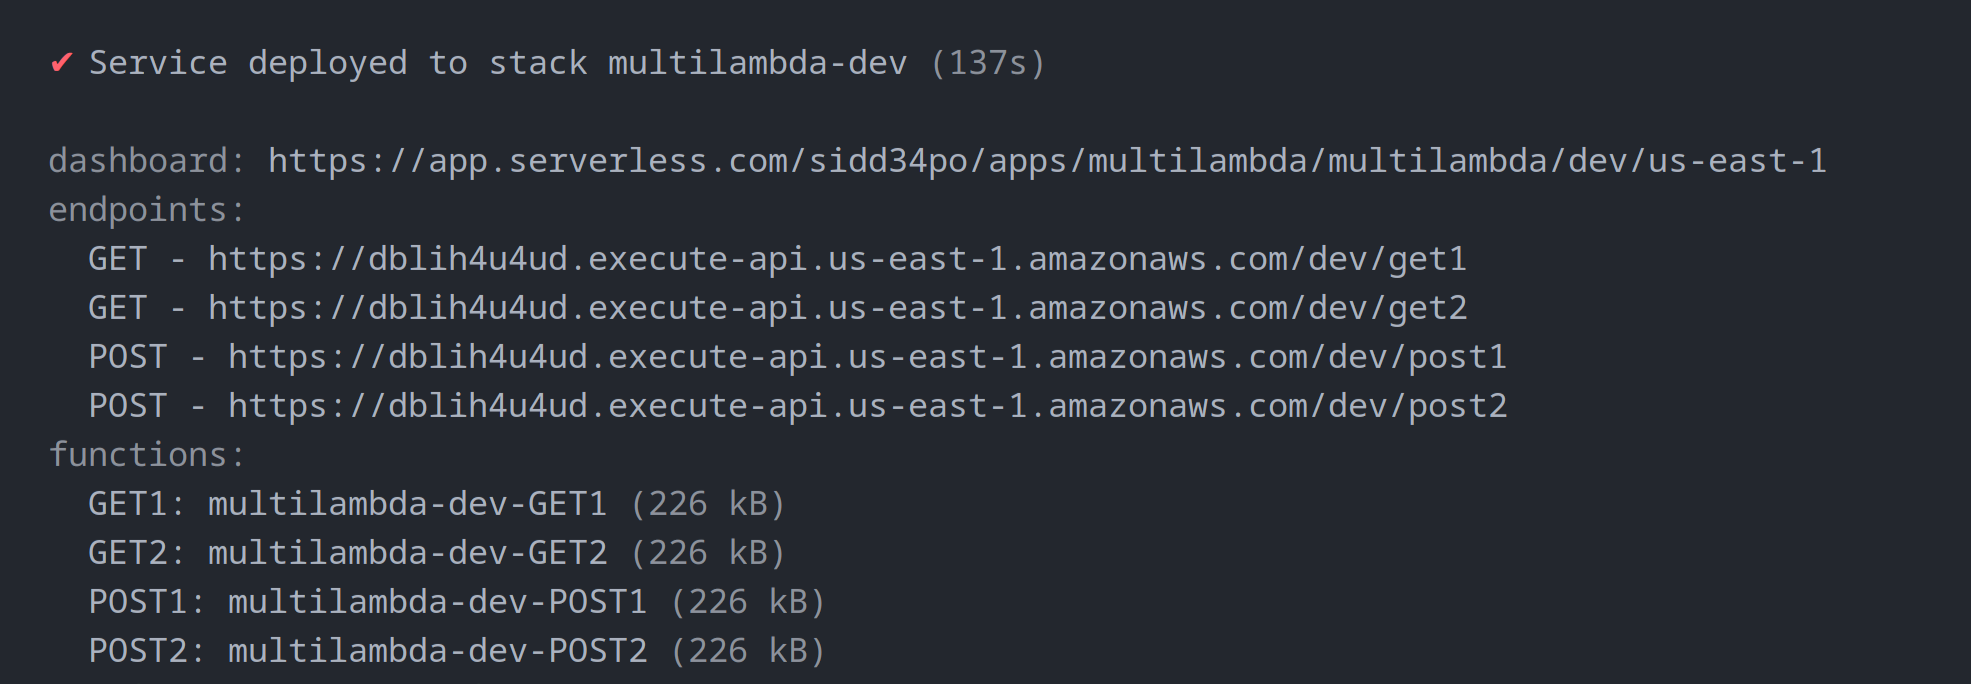 ✔ Service deployed to stack multilambda-dev (137s)
dashboard: https://app.serverless.com/sidd34po/apps/multilambda/multilambda/dev/us-east-1
endpoints:
GET - https://dblih4u4ud.execute-api.us-east-1.amazonaws.com/dev/get1
GET - https://dblih4u4ud.execute-api.us-east-1.amazonaws.com/dev/get2
POST - https://dblih4u4ud.execute-api.us-east-1.amazonaws.com/dev/post1
POST - https://dblih4u4ud.execute-api.us-east-1.amazonaws.com/dev/post2
functions:
GET1: multilambda-dev-GET1 (226 kB)
GET2: multilambda-dev-GET2 (226 kB)
POST1: multilambda-dev-POST1 (226 kB)
POST2: multilambda-dev-POST2 (226 kB)